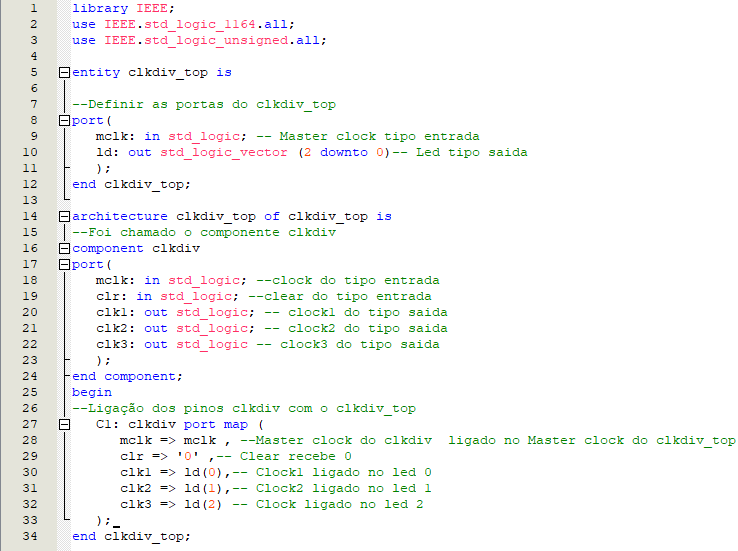 1 library IEEE;
2 use IEEE.std_logic_1164.all;
3 use IEEE.std_logic_unsigned.all;
4
5 entity clkdiv_top is
6
7 --Definir as portas do clkdiv_top
8 port(
9 mclk: in std_logic; -- Master clock tipo entrada
10 ld: out std_logic_vector (2 downto 0)-- Led tipo saida
11 );
12 end clkdiv_top;
13
14 architecture clkdiv_top of clkdiv_top is
15 --Foi chamado o componente clkdiv
16 component clkdiv
17 port(
18 mclk: in std_logic; --clock do tipo entrada
19 clr: in std_logic; --clear do tipo entrada
20 clk1: out std_logic; -- clock1 do tipo saida
21 clk2: out std_logic; -- clock2 do tipo saida
22 clk3: out std_logic -- clock3 do tipo saida
23 );
24 end component;
25 begin
26 --Ligação dos pinos clkdiv com o clkdiv_top
27 C1: clkdiv port map (
28 mclk => mclk , --Master clock do clkdiv  ligado no Master clock do clkdiv_top
29 clr => '0' ,-- Clear recebe 0
30 clk1 => ld(0),-- Clock1 ligado no led 0
31 clk2 => ld(1),-- Clock2 ligado no led 1
32 clk3 => ld(2) -- Clock ligado no led 2
33 );
34 end clkdiv_top;